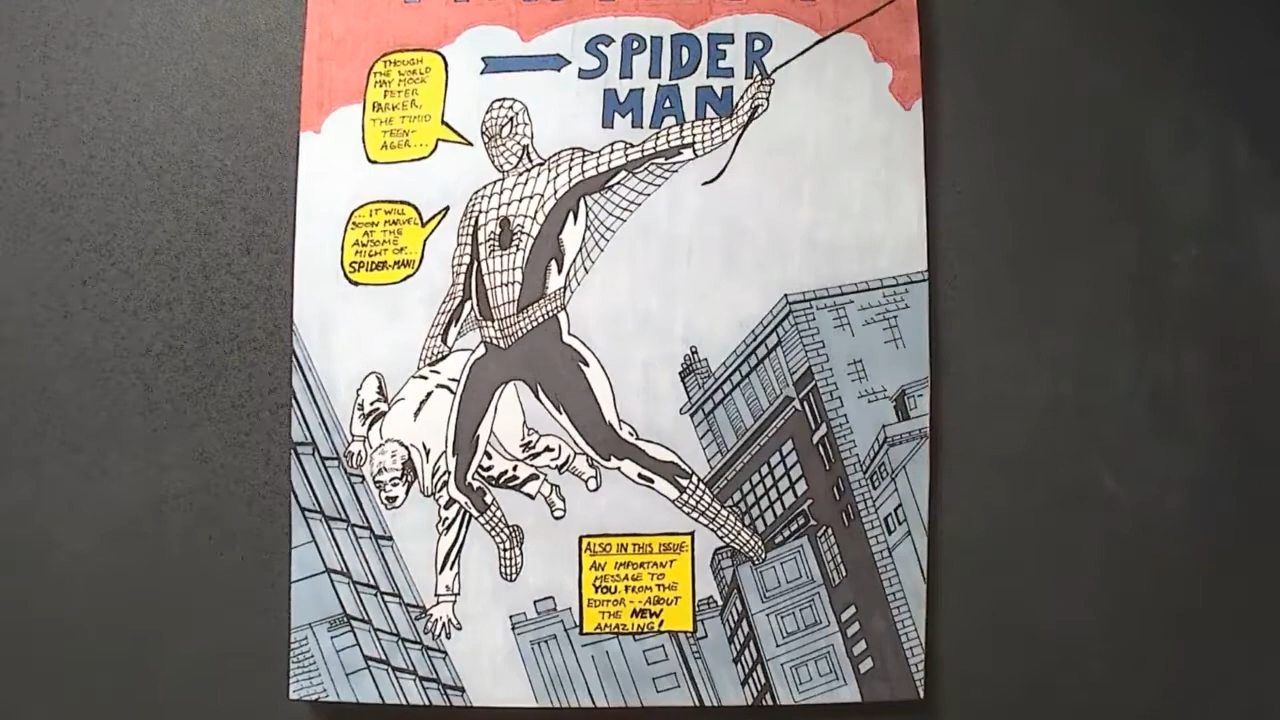 SPIDER
MAN
THOUGH
THE WORLD
MAY MOCK
PETER
PARKER,
THE TIMID
TEEN-
AGER...
...IT WILL
SOON MARVEL
AT THE
AWSOME
MIGHT OF...
SPIDER-MAN!
ALSO IN THIS ISSUE:
AN IMPORTANT
MESSAGE TO
YOU, FROM THE
EDITOR--ABOUT
THE NEW
AMAZING!